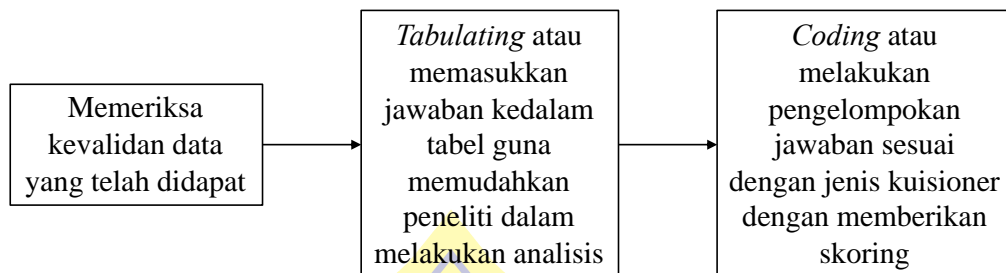 Memeriksa
kevalidan data
yang telah didapat
Tabulating atau
memasukkan
jawaban kedalam
tabel guna
memudahkan
peneliti dalam
melakukan analisis
Coding atau
melakukan
pengelompokan
jawaban sesuai
dengan jenis kuisioner
dengan memberikan
skoring